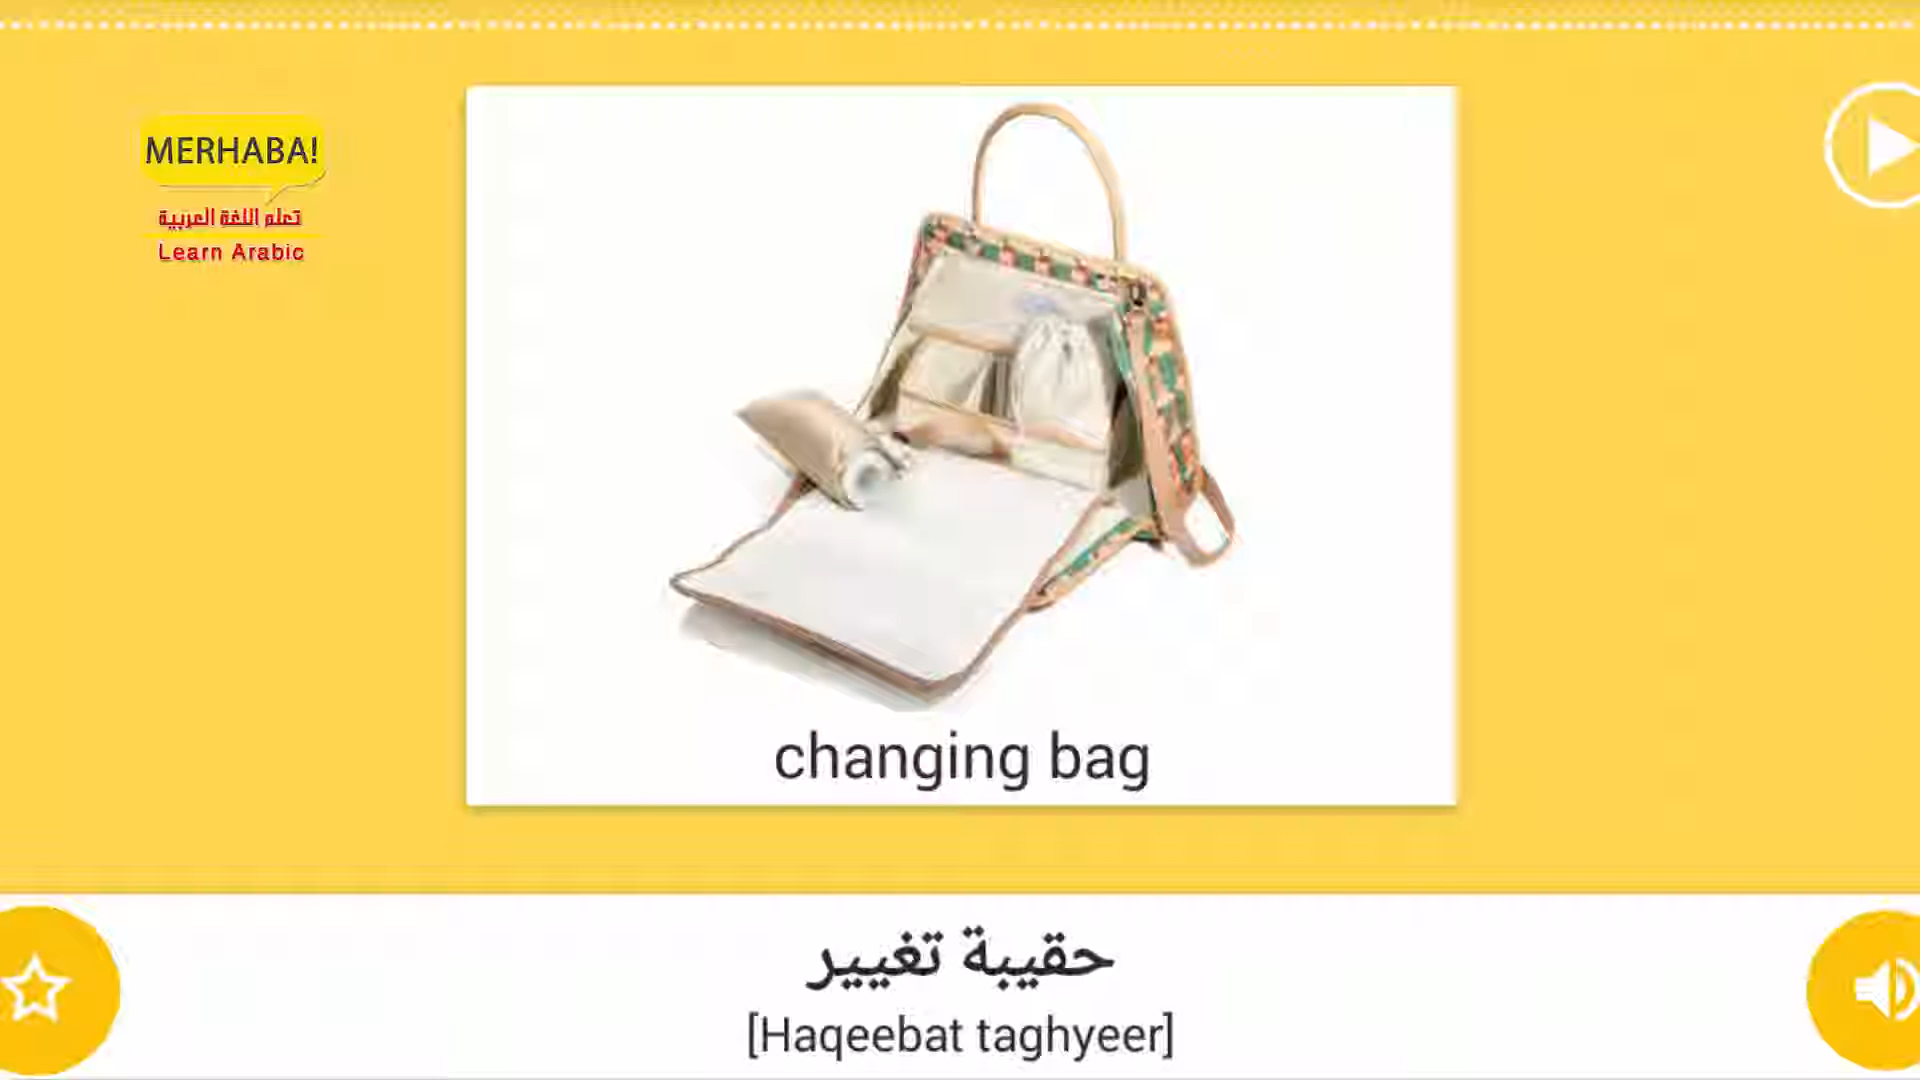 MERHABA!
تعلم اللغة العربية
Learn Arabic
changing bag
حقيبة تغيير
[Haqeebat taghyeer]